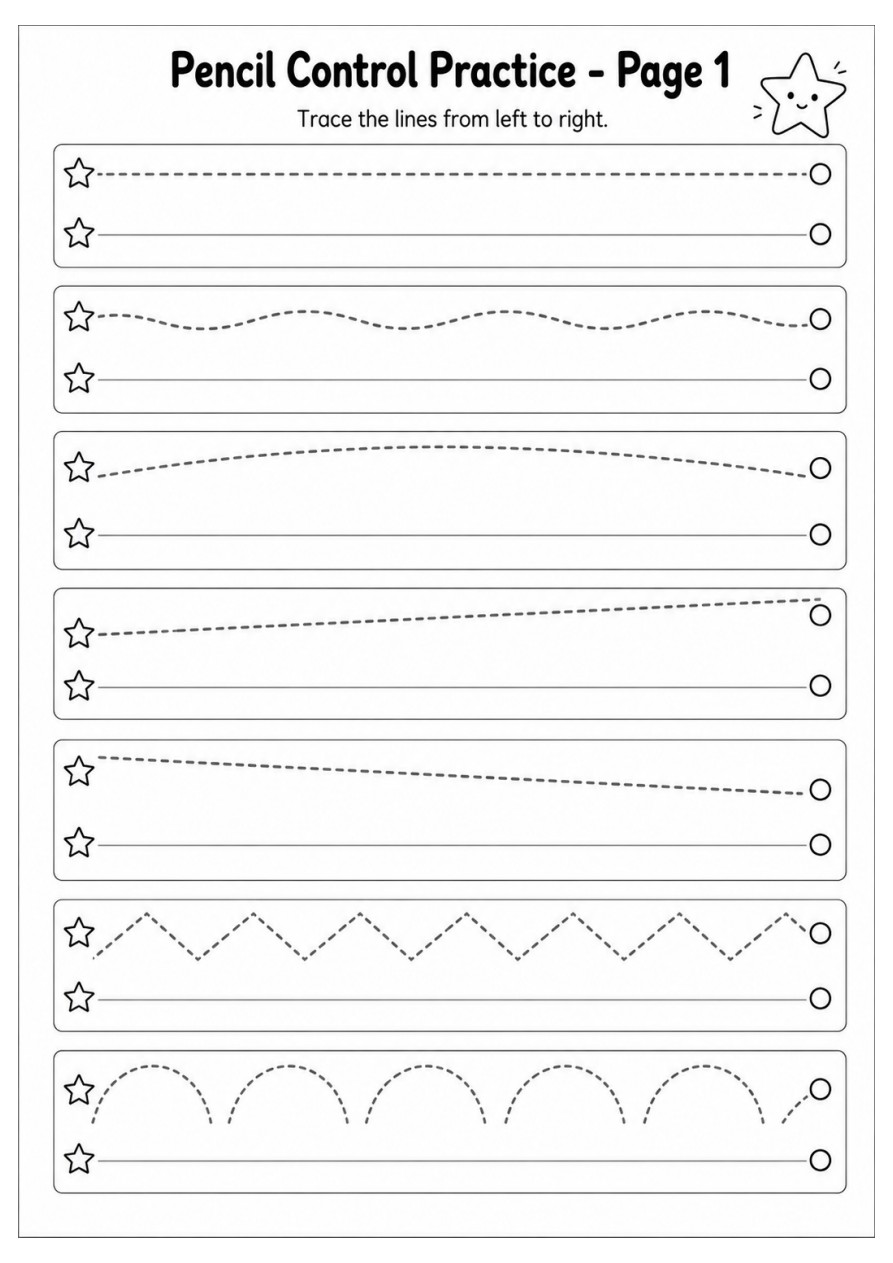 Pencil Control Practice - Page 1
Trace the lines from left to right.